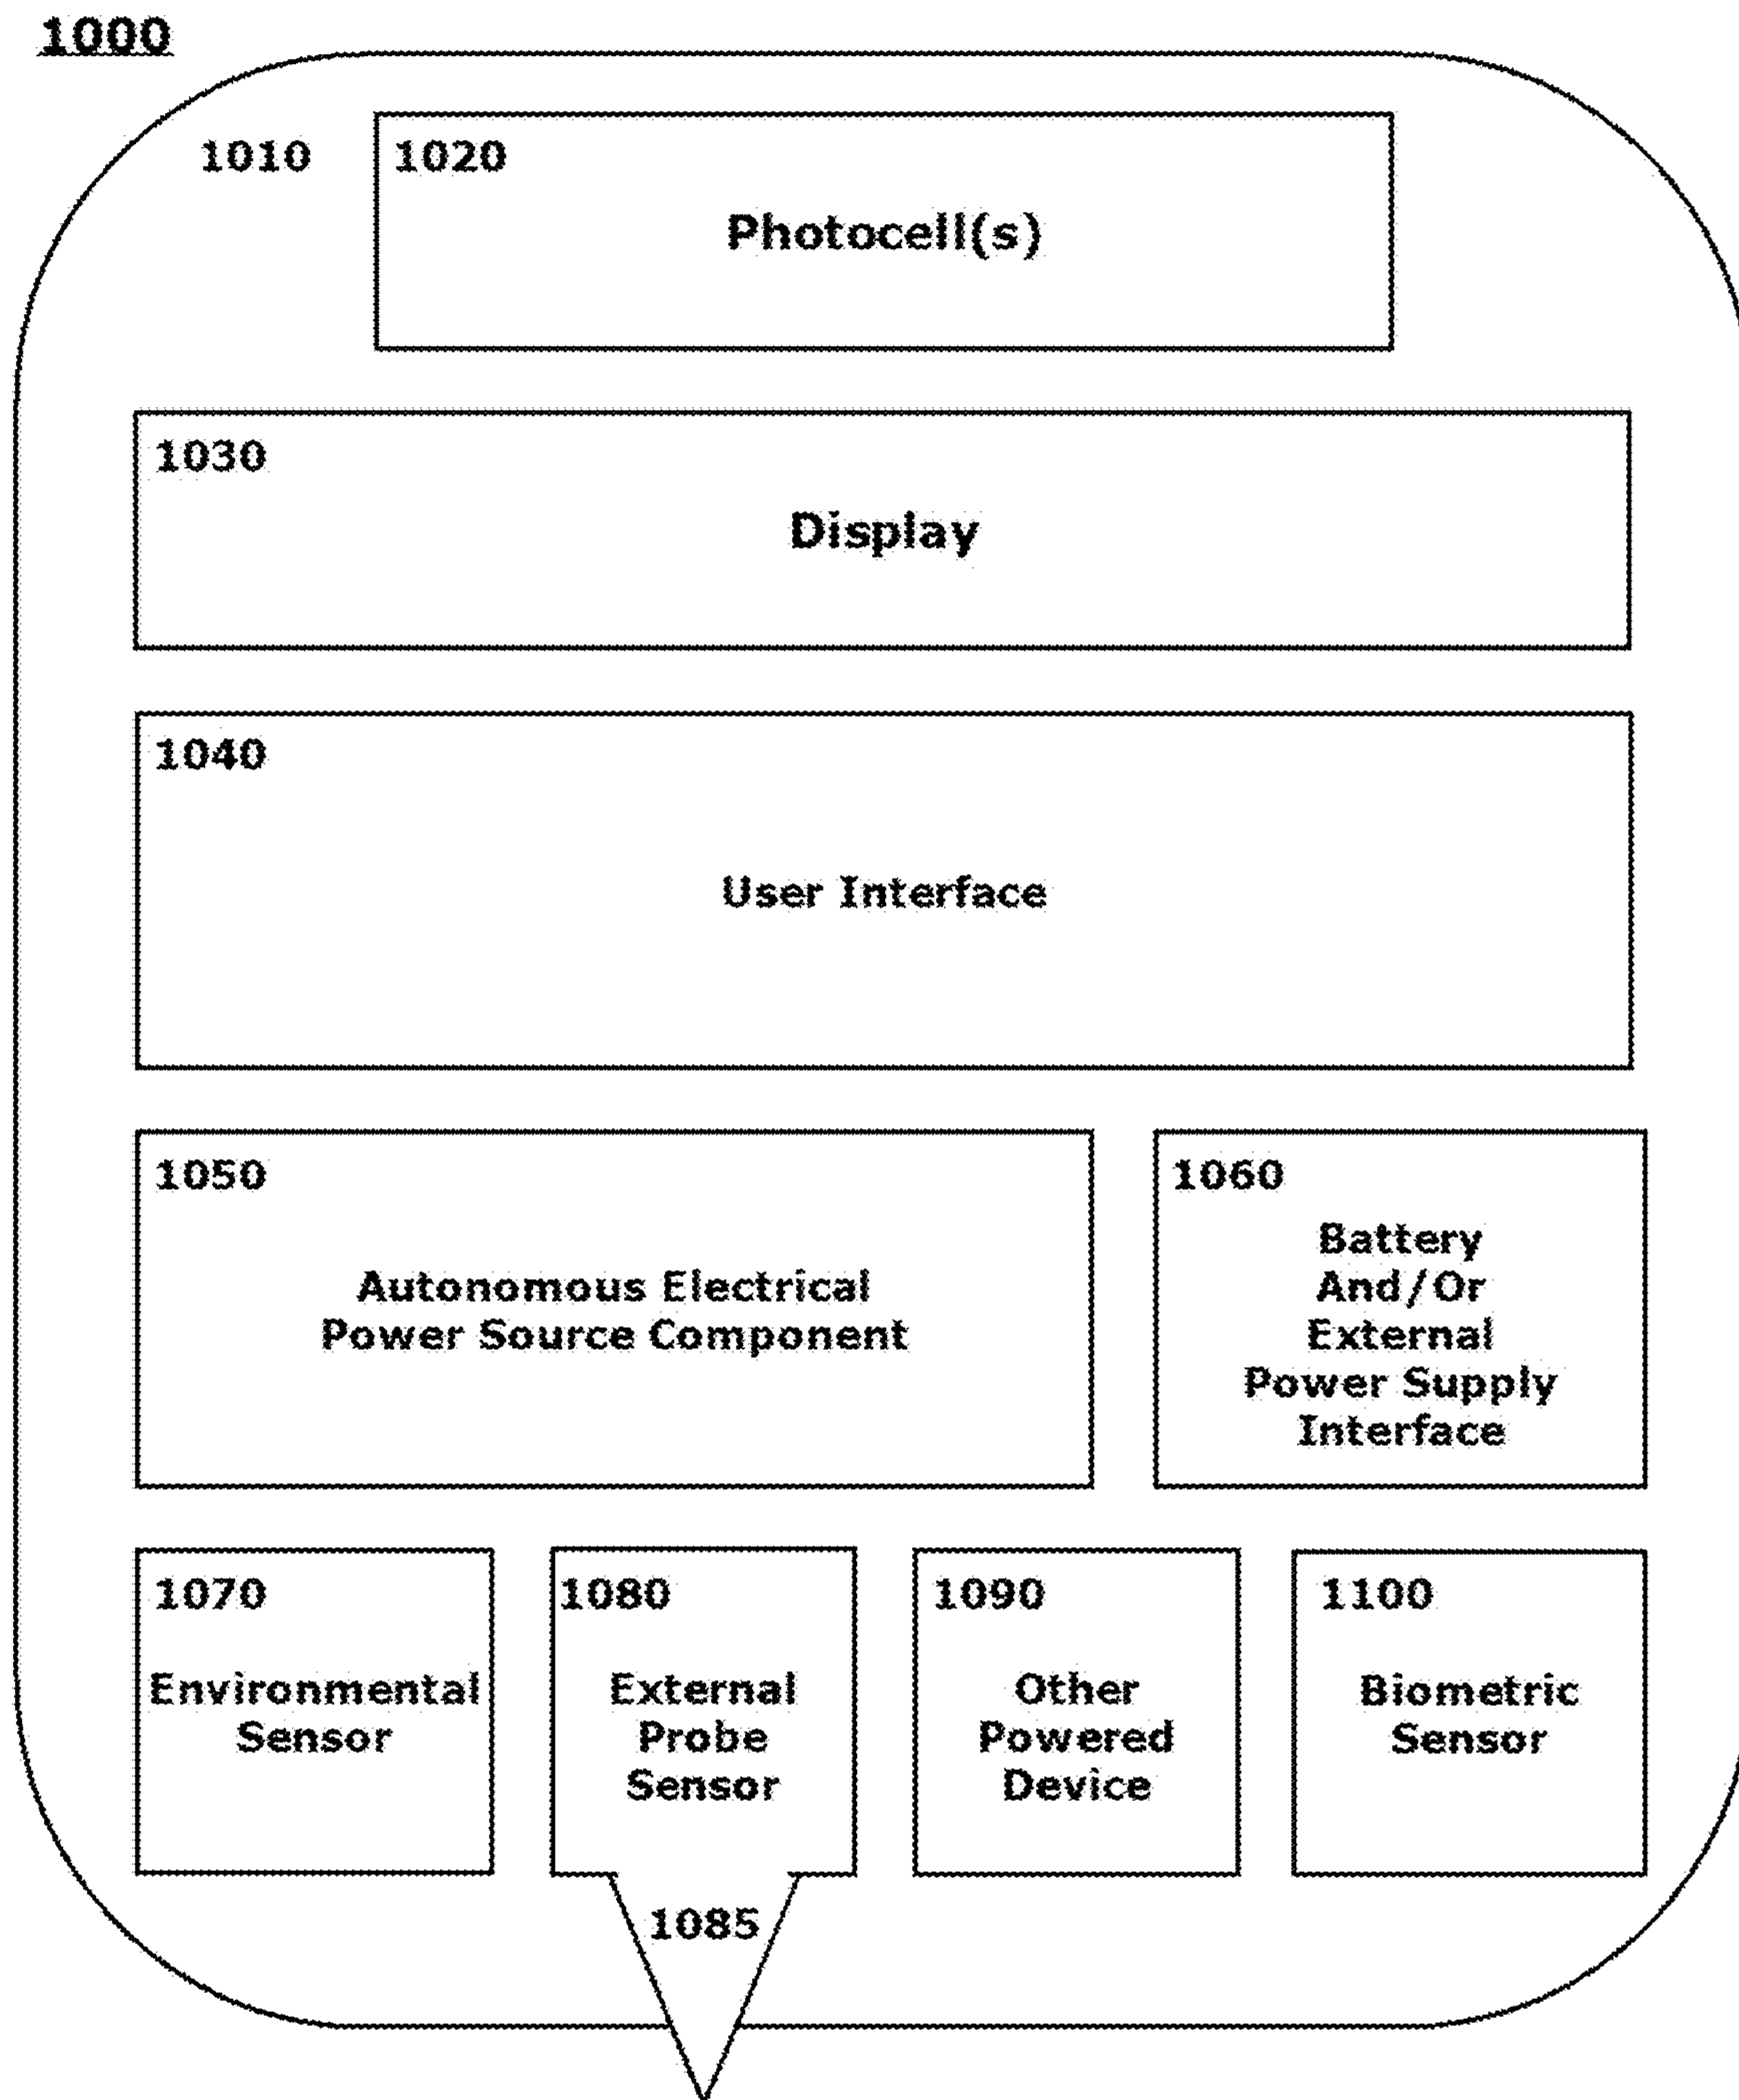 1000
1010
1020
Photocell(s)
1030
Display
1040
User Interface
1050
Autonomous Electrical
Power Source Component
1060
Battery
And/Or
External
Power Supply
Interface
1070
Environmental
Sensor
1080
External
Probe
Sensor
1085
1090
Other
Powered
Device
1100
Biometric
Sensor